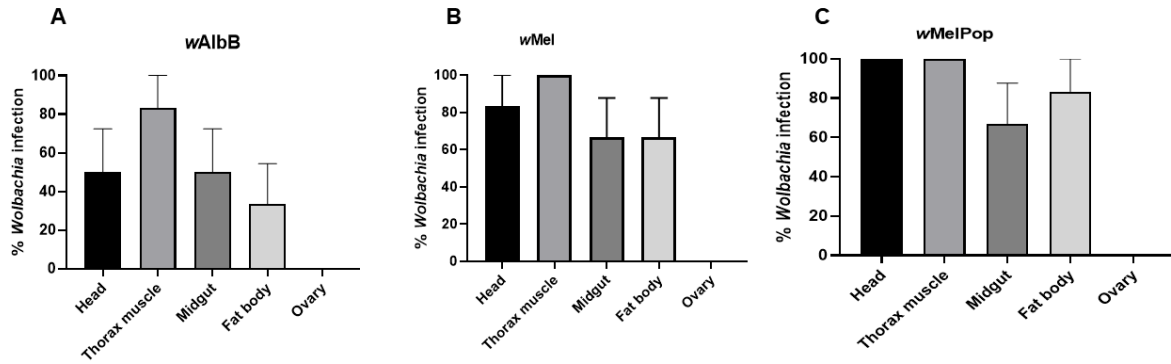 A
wAlbB
% Wolbachia infection
100
80
60
40
20
0
Head
Thorax muscle
Midgut
Fat body
Ovary
B
wMel
% Wolbachia infection
100
80
60
40
20
0
Head
Thorax muscle
Midgut
Fat body
Ovary
C
wMelPop
% Wolbachia infection
100
80
60
40
20
0
Head
Thorax muscle
Midgut
Fat body
Ovary